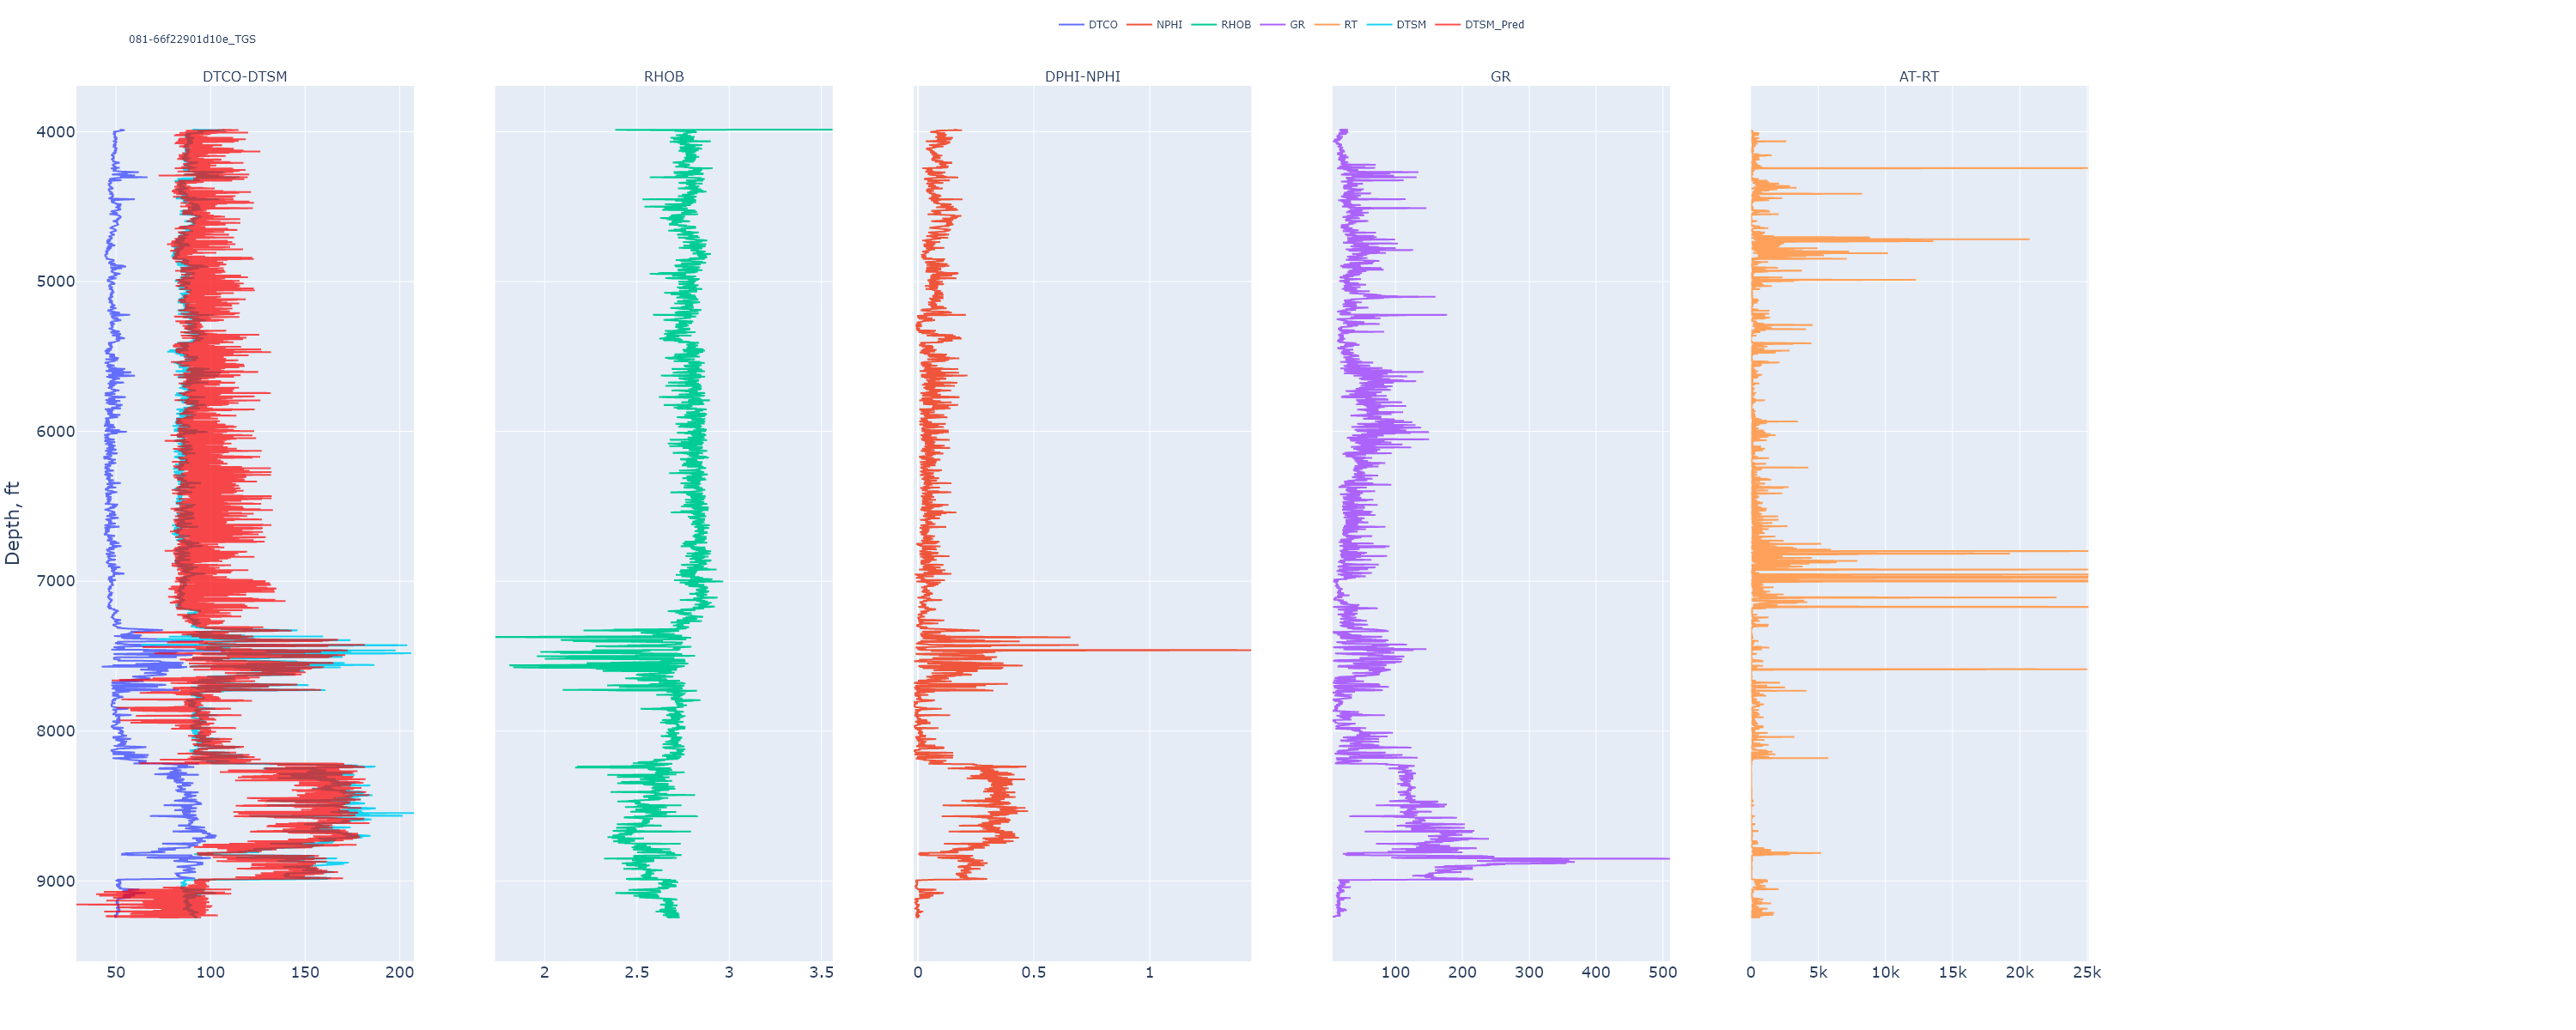 DTCO NPHI RHOB GR RT DTSM DTSM_Pred
081-66f22901d10e_TGS
DTCO-DTSM RHOB DPHI-NPHI GR AT-RT
4000
5000
6000
7000
8000
9000
Depth, ft
50 100 150 200 2 2.5 3 3.5 0 0.5 1 100 200 300 400 500 0 5k 10k 15k 20k 25k